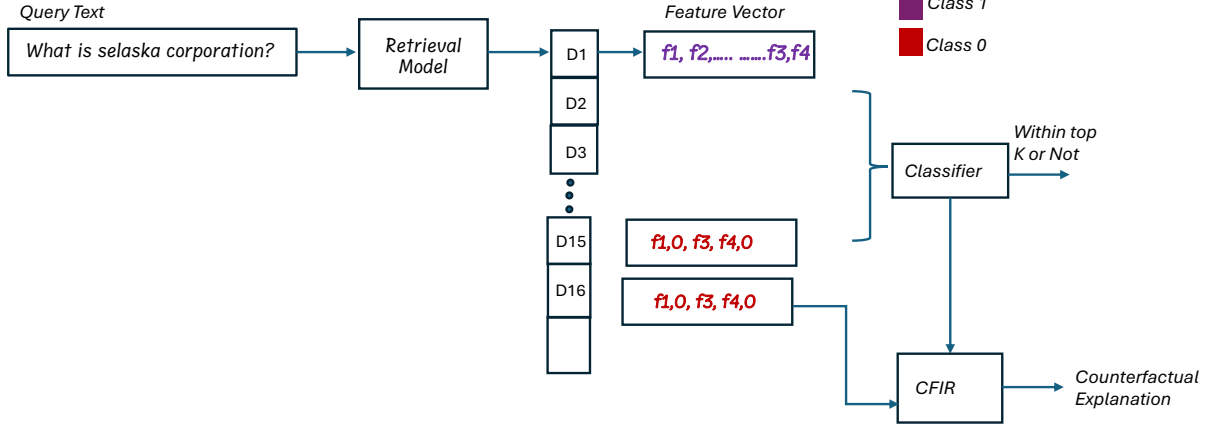 Query Text
Feature Vector
Class 1
Class 0
What is selaska corporation?
Retrieval
Model
D1
f1, f2,..... .......f3,f4
D2
D3
Within top
K or Not
Classifier
D15
f1,0, f3, f4,0
D16
f1,0, f3, f4,0
CFIR
Counterfactual
Explanation